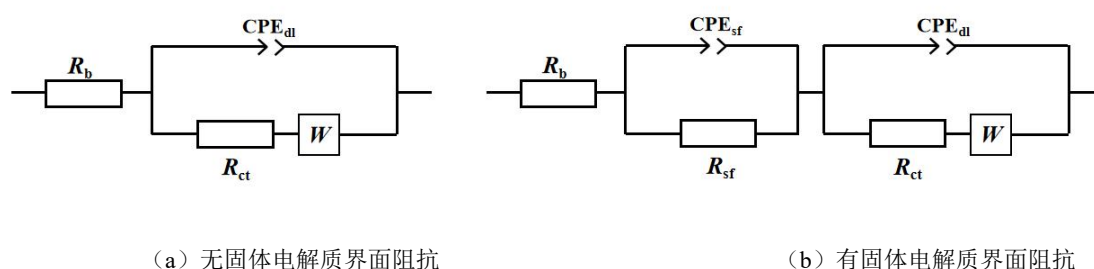 CPEdl
Rb
W
Rct
CPEsf
CPEdl
Rb
W
Rsf
Rct
（a）无固体电解质界面阻抗
（b）有固体电解质界面阻抗